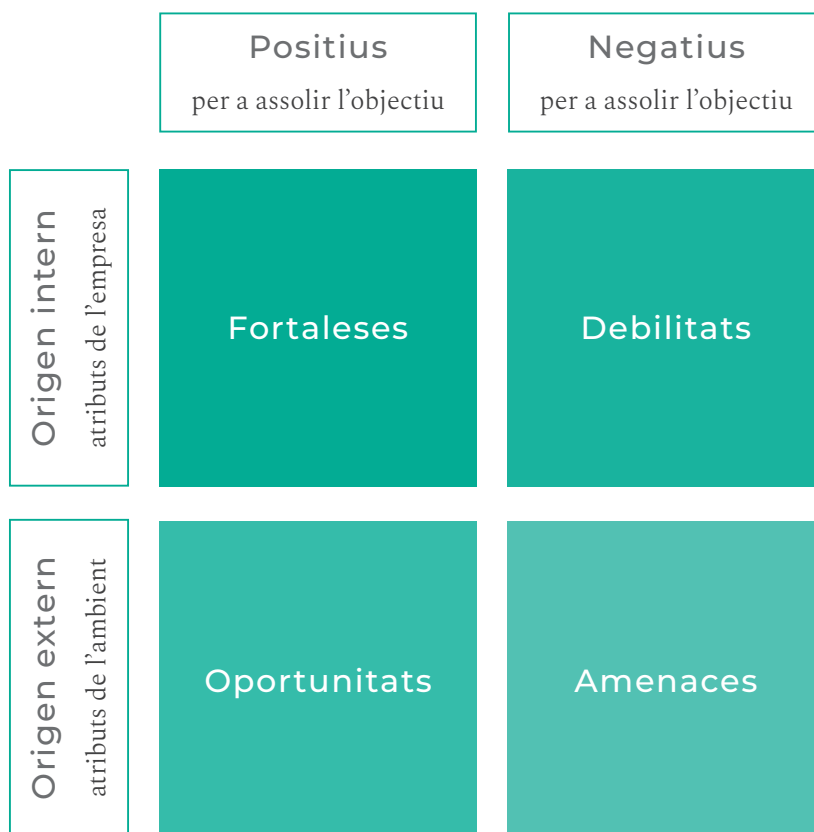 Positius
per a assolir l’objectiu
Negatius
per a assolir l’objectiu
Origen intern
atributs de l’empresa
Fortaleses
Debilitats
Origen extern
atributs de l’ambient
Oportunitats
Amenaces